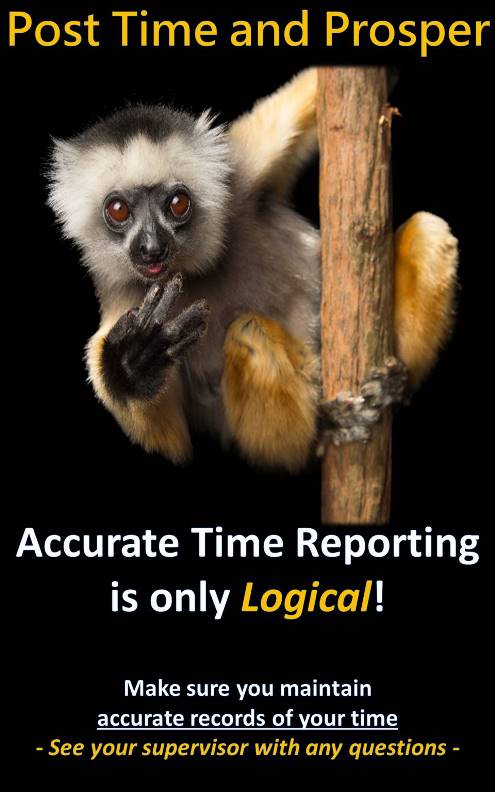 Post Time and Prosper
Accurate Time Reporting
is only Logical!
Make sure you maintain
accurate records of your time
- See your supervisor with any questions -